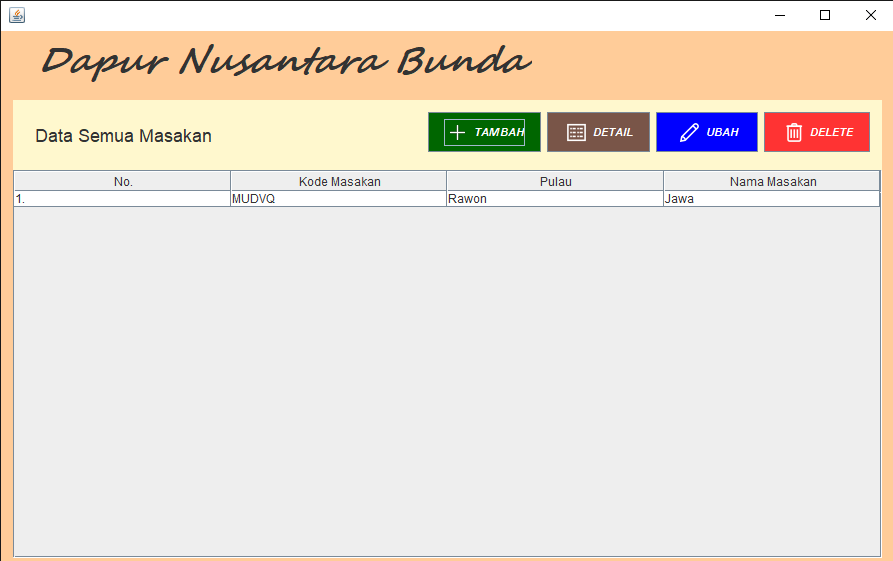 Dapur Nusantara Bunda
Data Semua Masakan
TAMBAH DETAIL UBAH DELETE
No. Kode Masakan Pulau Nama Masakan
1. MUDVQ Rawon Jawa